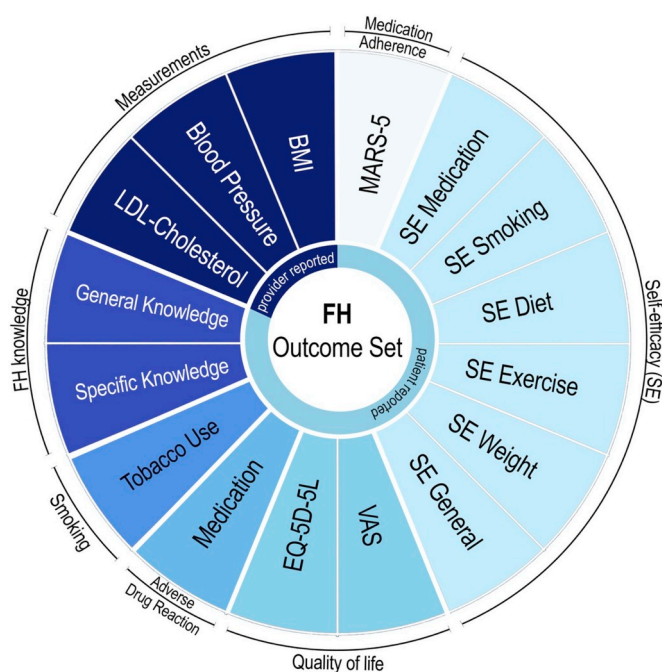 Medication
Adherence
Measurements
MARS-5
BMI
Blood Pressure
LDL-Cholesterol
SE Medication
SE Smoking
SE Diet
SE Exercise
SE Weight
SE General
Self-efficacy (SE)
provider reported
FH
Outcome Set
patient reported
FH knowledge
General Knowledge
Specific Knowledge
Tobacco Use
Smoking
Medication
Adverse
Drug Reaction
EQ-5D-5L
VAS
Quality of life